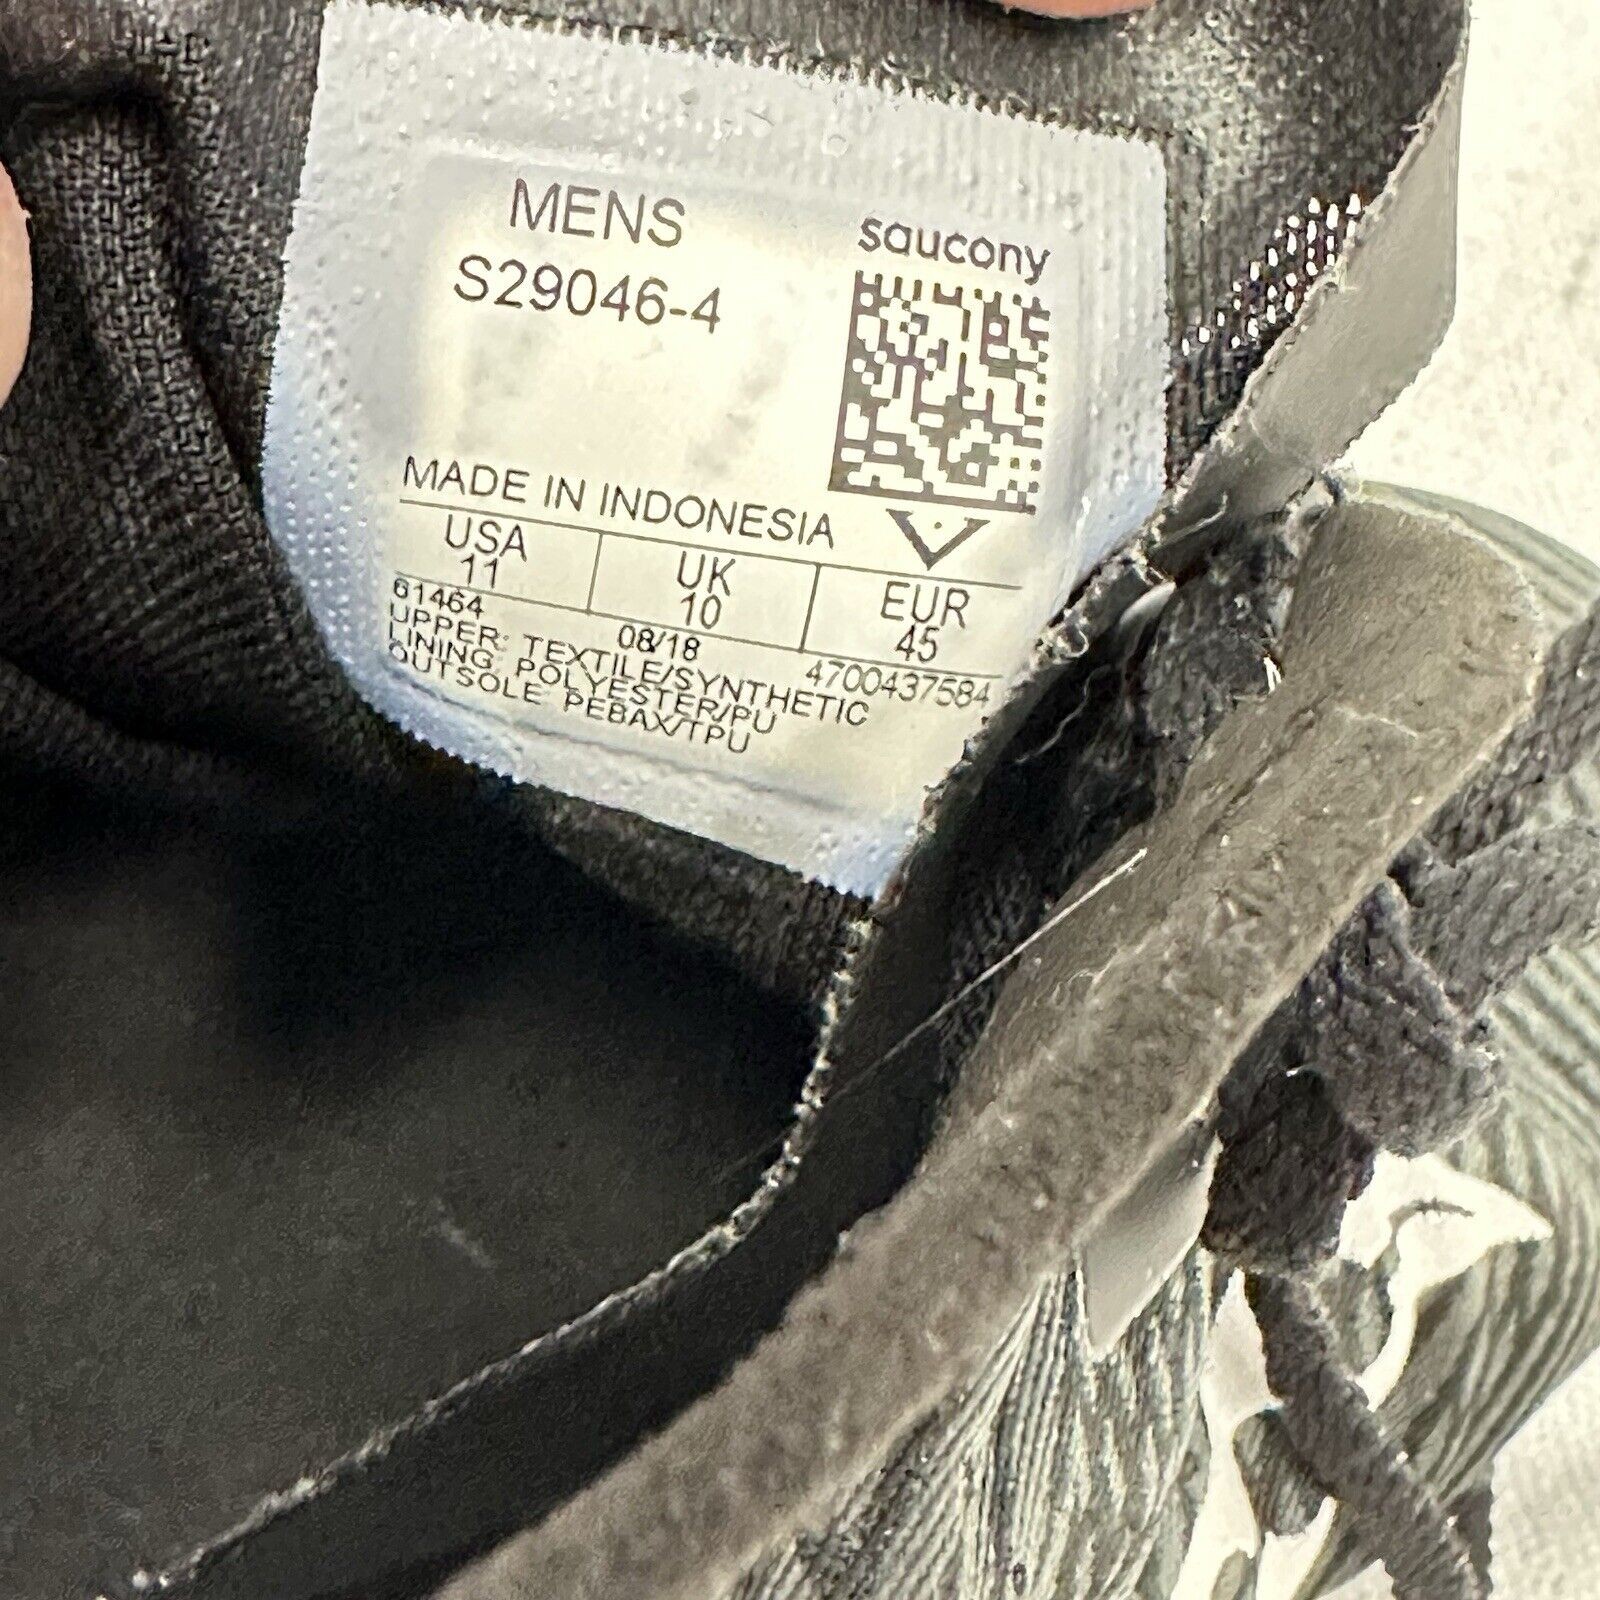 MENS
saucony
S29046-4
MADE IN INDONESIA
USA UK EUR
11 10 45
61464 08/18 4700437584
UPPER: TEXTILE/SYNTHETIC
LINING: POLYESTER/PU
OUTSOLE: PEBAX/TPU